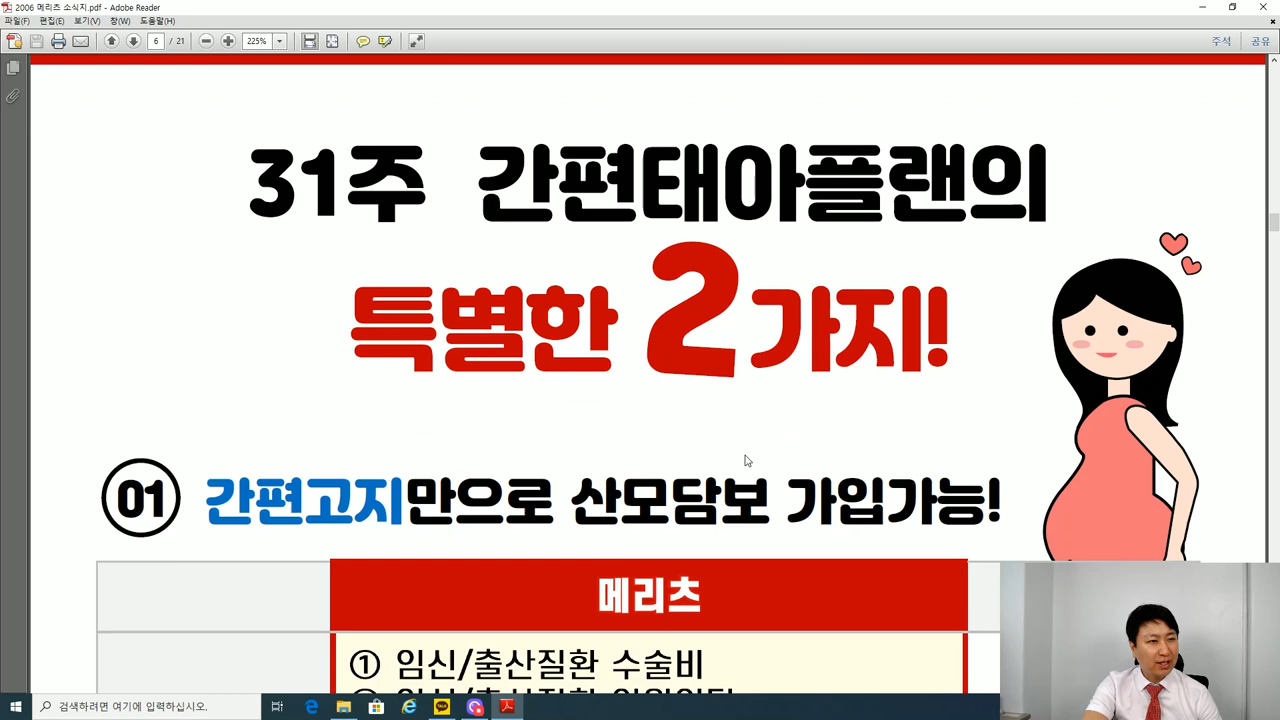 2006 메리츠 소식지.pdf - Adobe Reader
파일(F) 편집(E) 보기(V) 창(W) 도움말(H)
6 / 21 225% 주석 공유
31주 간편태아플랜의
특별한 2가지!
01 간편고지만으로 산모담보 가입가능!
메리츠
① 임신/출산질환 수술비
검색하려면 여기에 입력하십시오.
TALK